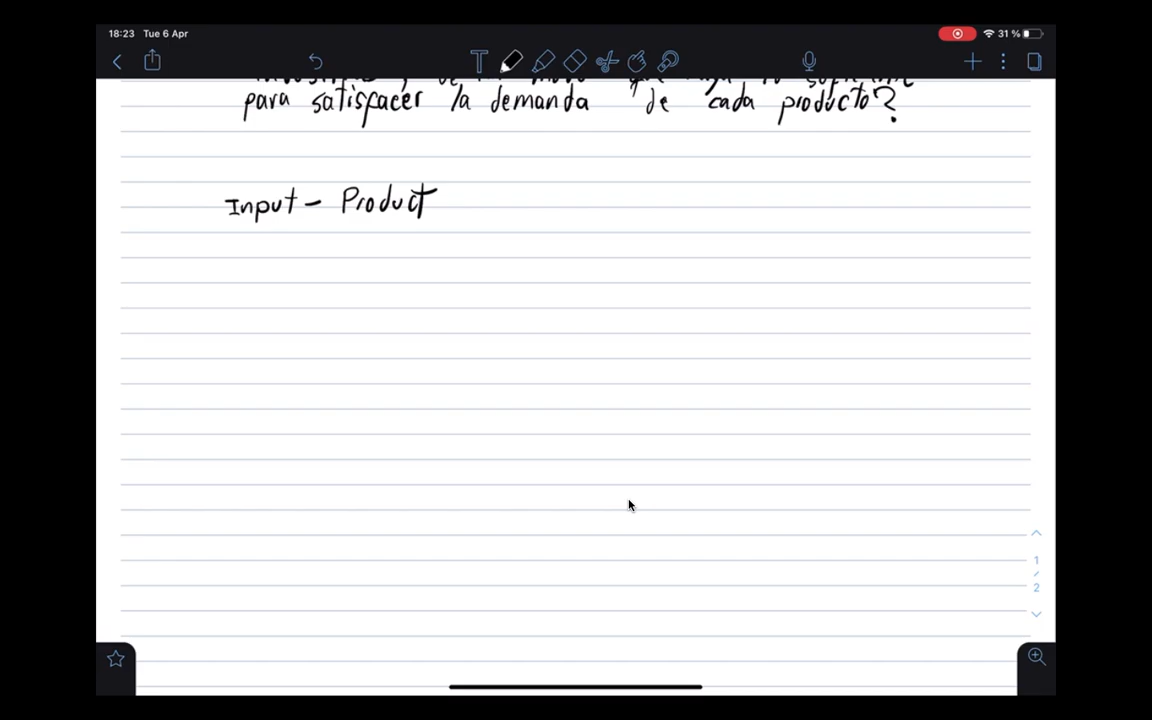 18:23 Tue 6 Apr 31 %
para satisfacer la demanda de cada producto?
Input - Product
1
/
2